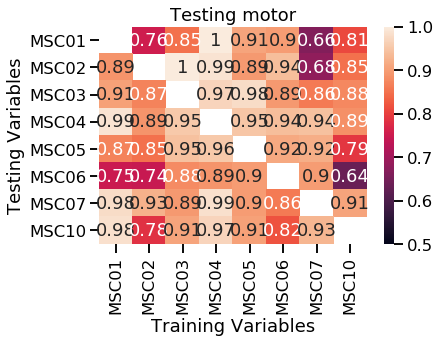 Testing motor
MSC01 0.76 0.85 1 0.91 0.9 0.66 0.81
MSC02 0.89 1 0.99 0.89 0.94 0.68 0.85
MSC03 0.91 0.87 0.97 0.98 0.89 0.86 0.88
MSC04 0.99 0.89 0.95 0.95 0.94 0.94 0.89
MSC05 0.87 0.85 0.95 0.96 0.92 0.92 0.79
MSC06 0.75 0.74 0.88 0.89 0.9 0.9 0.64
MSC07 0.98 0.93 0.89 0.99 0.9 0.86 0.91
MSC10 0.98 0.78 0.91 0.97 0.91 0.82 0.93
Testing Variables
MSC01 MSC02 MSC03 MSC04 MSC05 MSC06 MSC07 MSC10
Training Variables
1.0
0.9
0.8
0.7
0.6
0.5